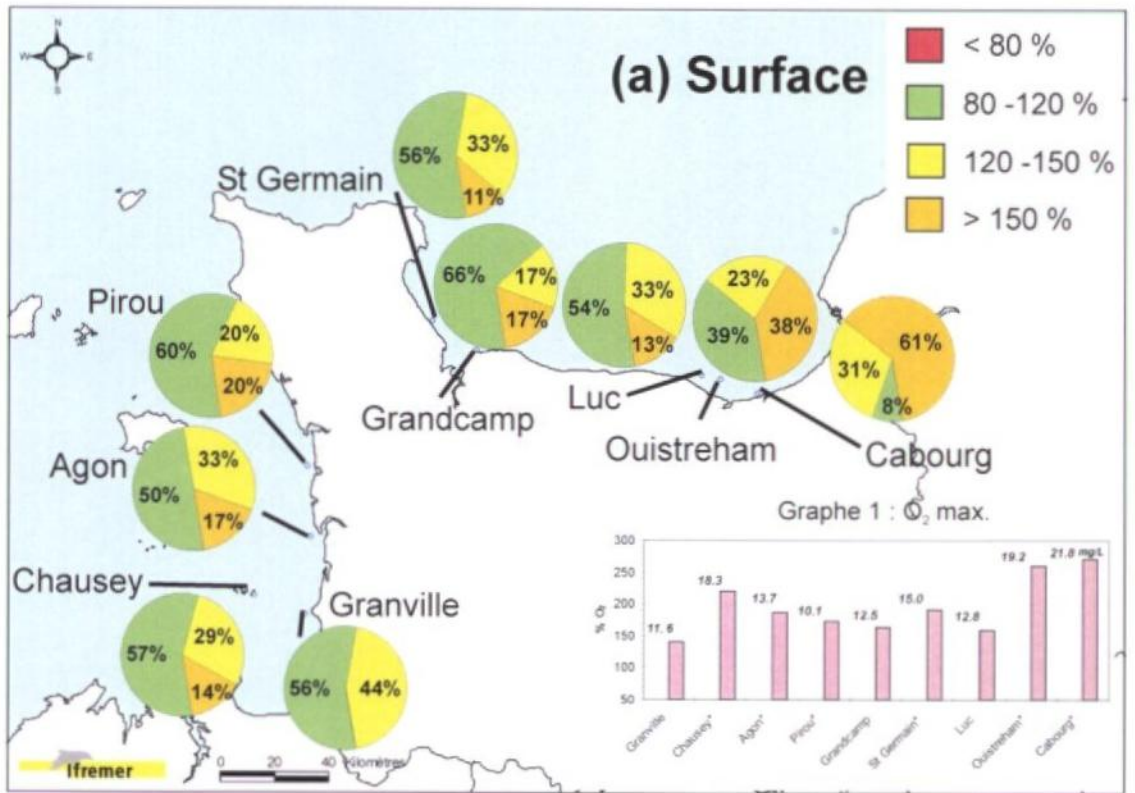 (a) Surface
< 80 %
80 -120 %
120 -150 %
> 150 %
N
W
E
S
St Germain
56%
33%
11%
66%
17%
17%
54%
33%
13%
23%
39%
38%
61%
31%
8%
Pirou
60%
20%
20%
Grandcamp
Luc
Ouistreham
Cabourg
Agon
33%
50%
17%
Chausey
Granville
57%
29%
14%
56%
44%
Graphe 1 : O2 max.
% O2
300
250
200
150
100
50
11.6
18.3
13.7
10.1
12.5
15.0
12.8
19.2
21.8 mg/L
Granville
Chausey*
Agon*
Pirou*
Grandcamp
St Germain*
Luc
Ouistreham*
Cabourg*
Ifremer
0 20 40 Kilomètres